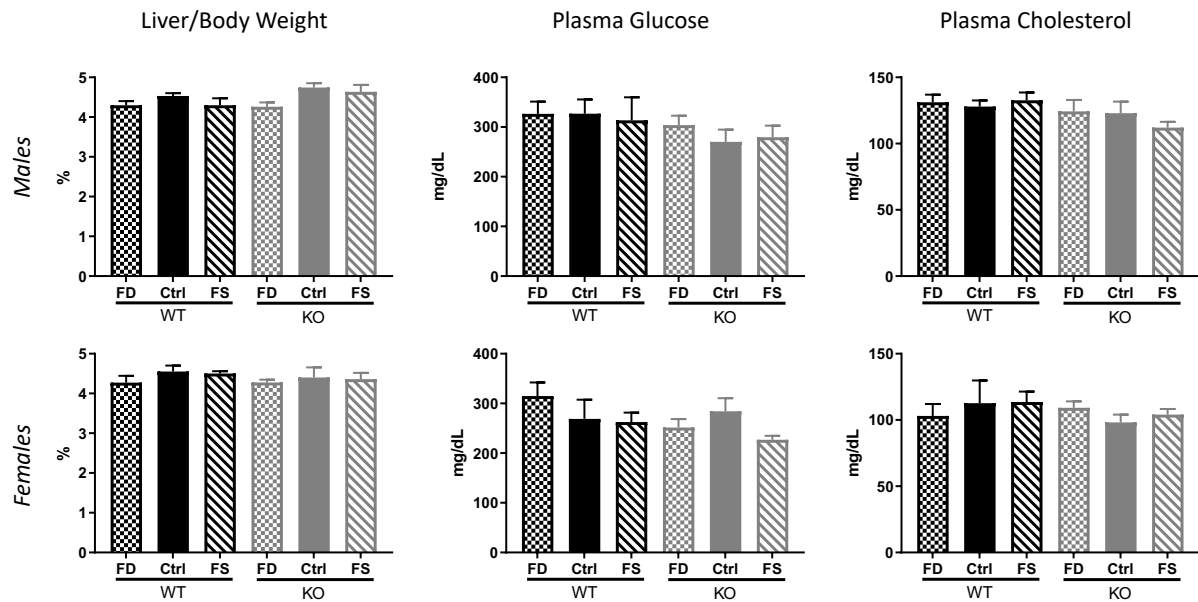 Liver/Body Weight Plasma Glucose Plasma Cholesterol
Males
%
5
4
3
2
1
0
FD Ctrl FS FD Ctrl FS
WT KO
mg/dL
400
300
200
100
0
FD Ctrl FS FD Ctrl FS
WT KO
mg/dL
150
100
50
0
FD Ctrl FS FD Ctrl FS
WT KO
Females
%
5
4
3
2
1
0
FD Ctrl FS FD Ctrl FS
WT KO
mg/dL
400
300
200
100
0
FD Ctrl FS FD Ctrl FS
WT KO
mg/dL
150
100
50
0
FD Ctrl FS FD Ctrl FS
WT KO